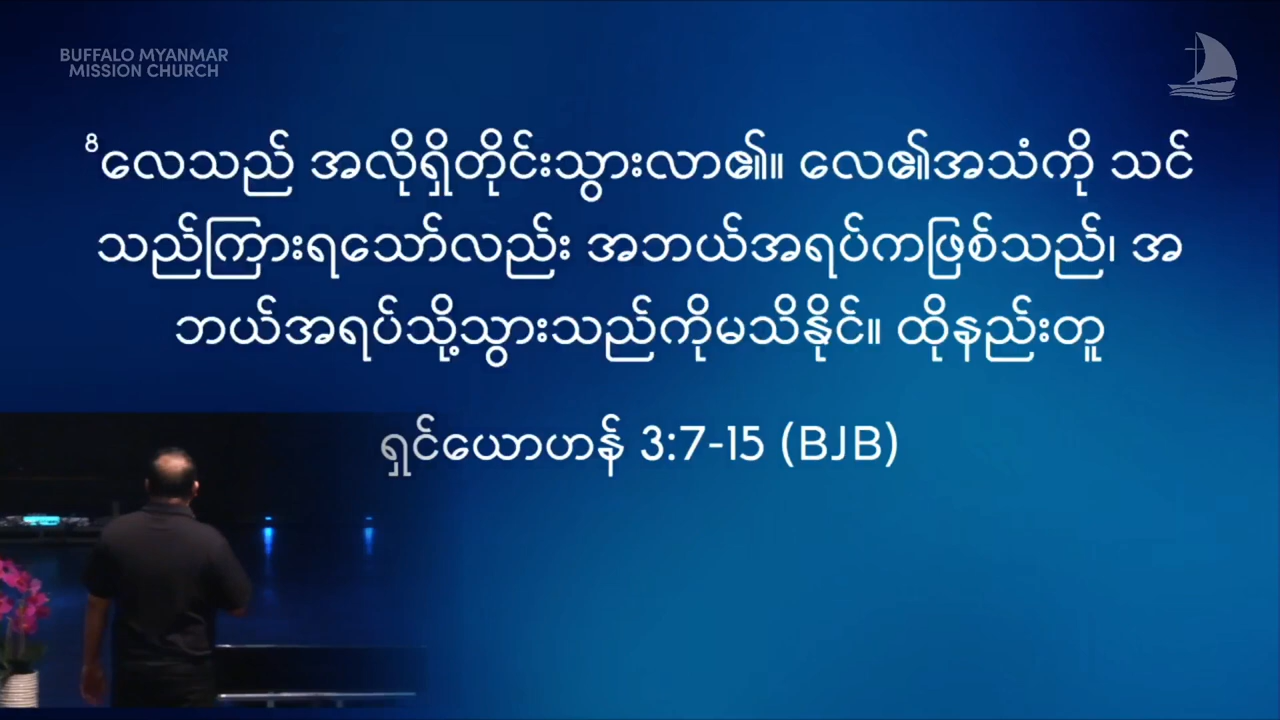 BUFFALO MYANMAR
MISSION CHURCH
8လေသည် အလိုရှိတိုင်းသွားလာ၏။ လေ၏အသံကို သင်
သည်ကြားရသော်လည်း အဘယ်အရပ်ကဖြစ်သည်၊ အ
ဘယ်အရပ်သို့သွားသည်ကိုမသိနိုင်။ ထိုနည်းတူ
ရှင်ယောဟန် 3:7-15 (BJB)